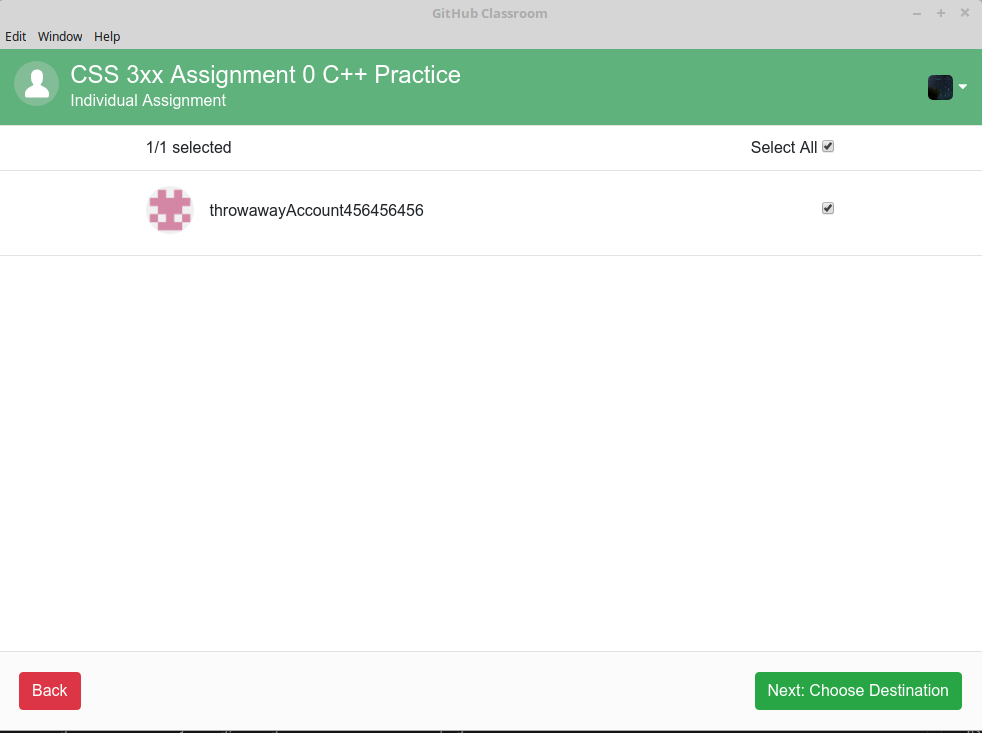 GitHub Classroom
Edit Window Help
CSS 3xx Assignment 0 C++ Practice
Individual Assignment
1/1 selected
Select All
throwawayAccount456456456
Back
Next: Choose Destination